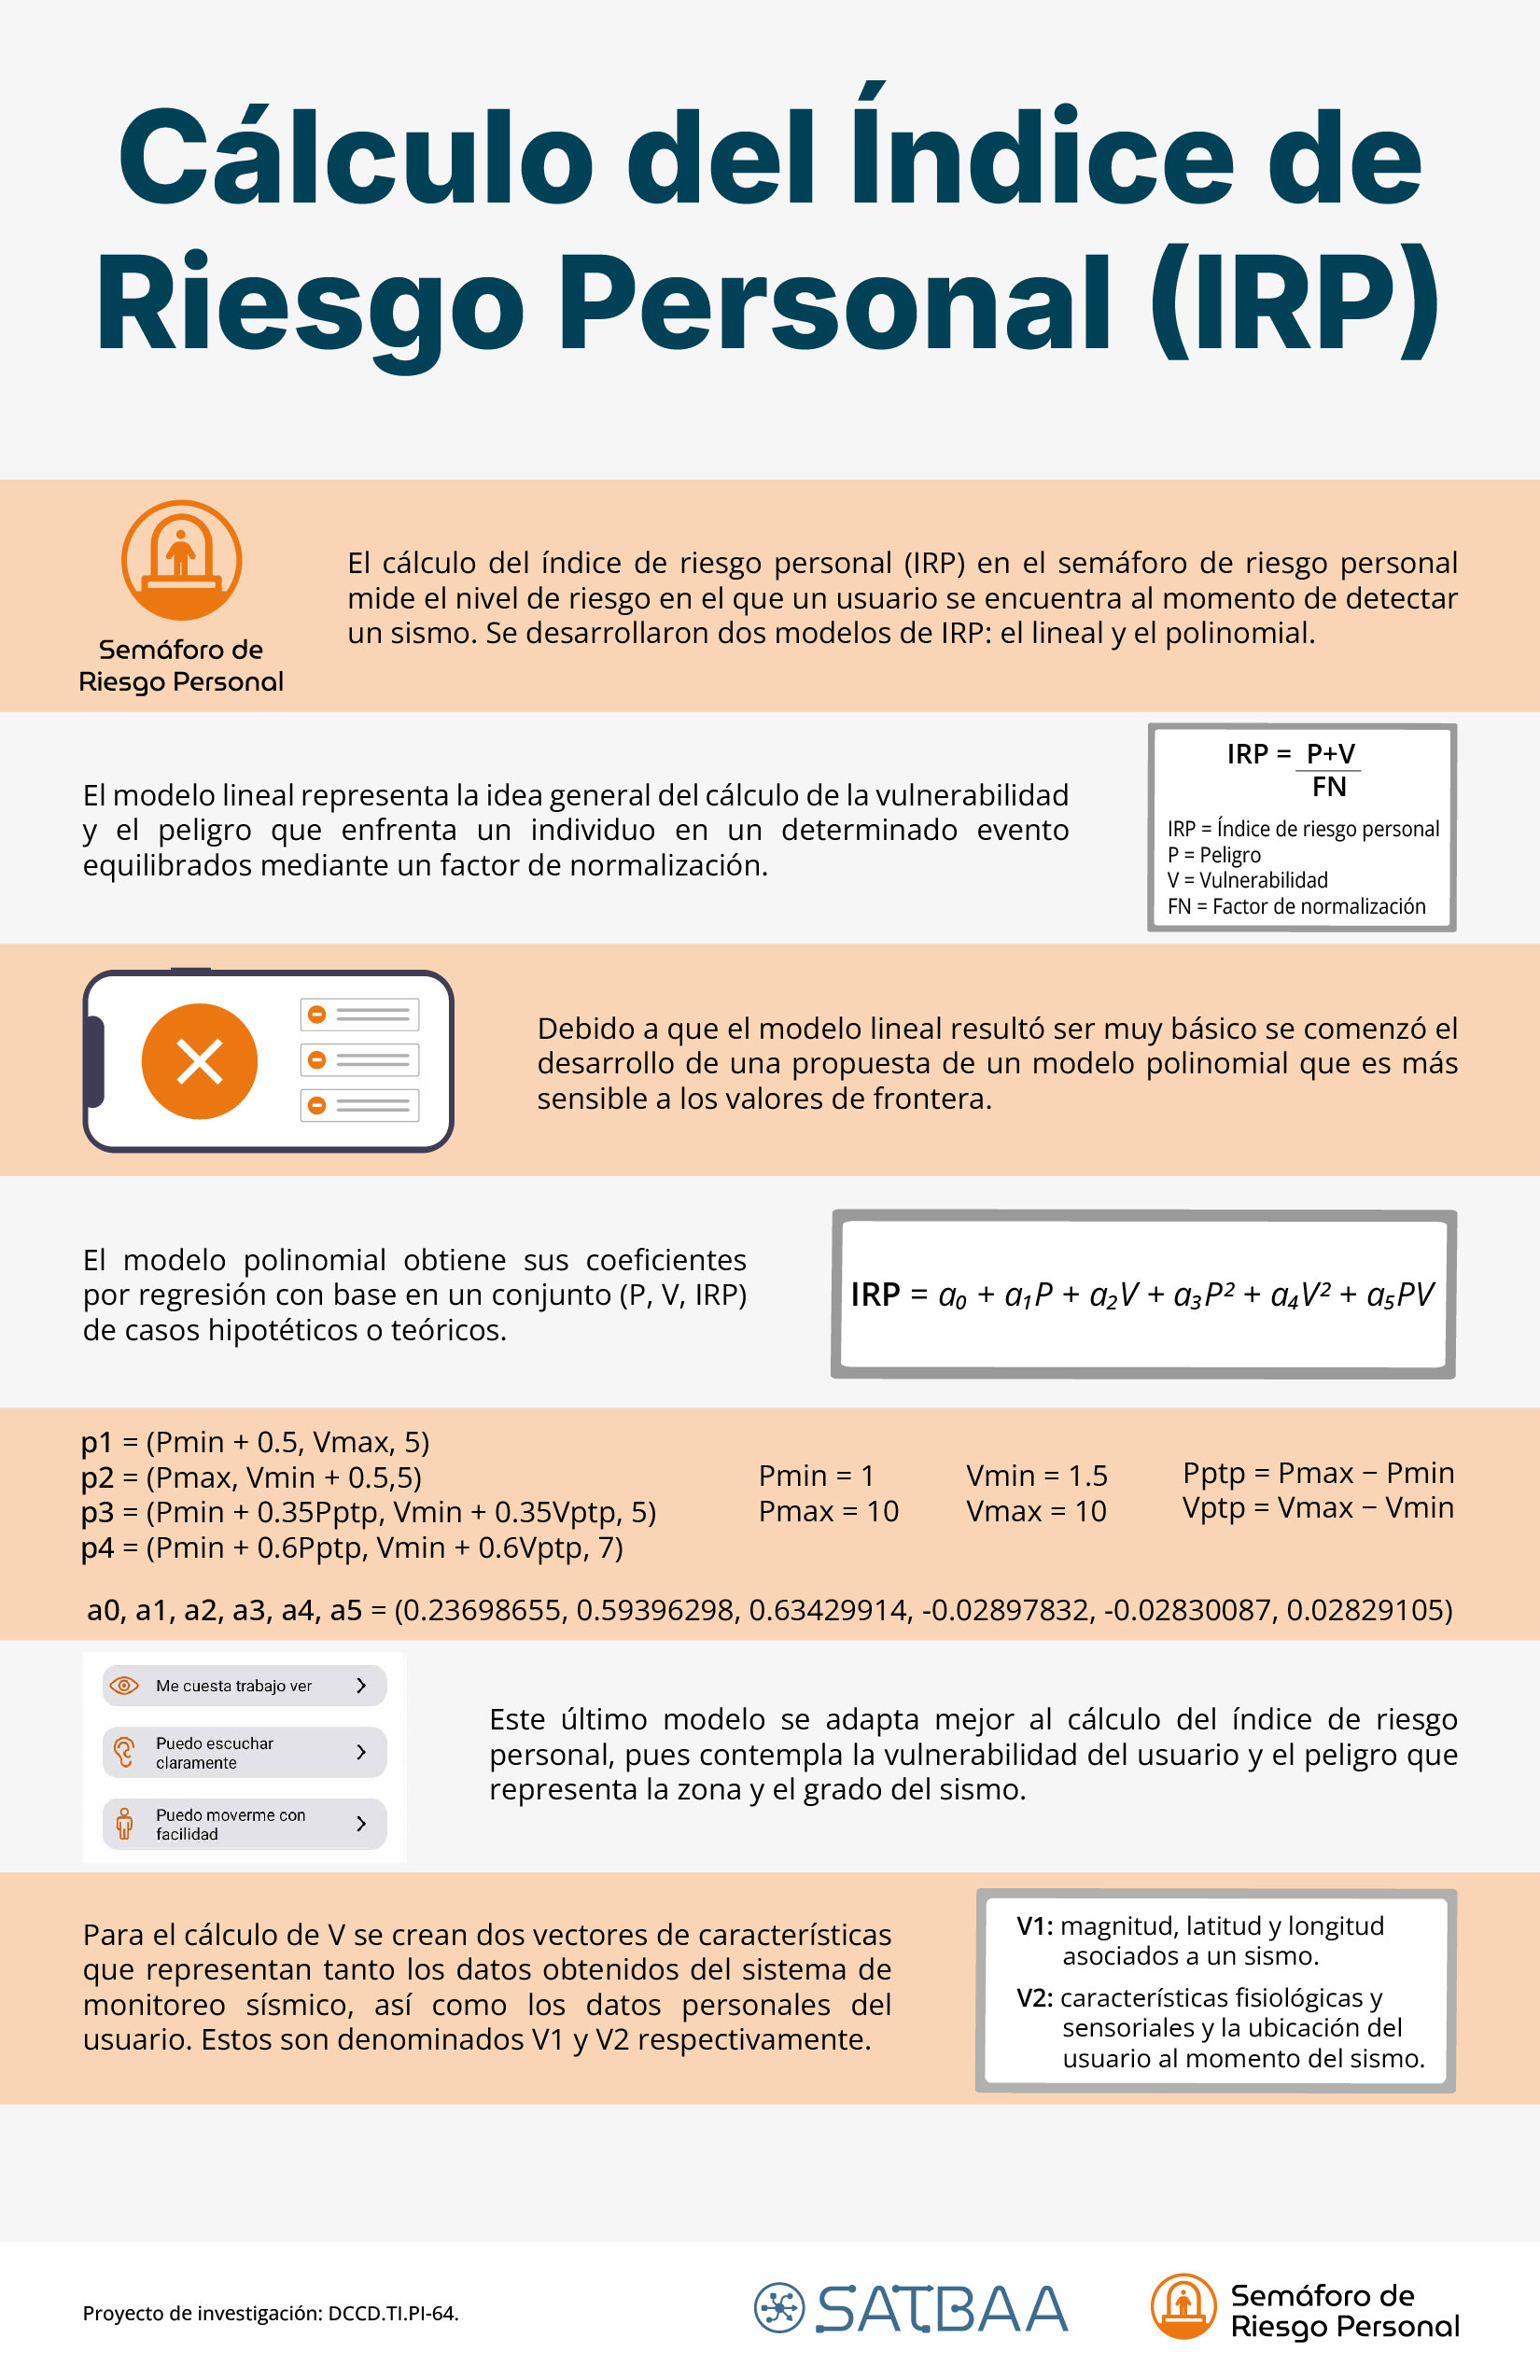 Cálculo del Índice de
Riesgo Personal (IRP)
Semáforo de
Riesgo Personal
El cálculo del índice de riesgo personal (IRP) en el semáforo de riesgo personal
mide el nivel de riesgo en el que un usuario se encuentra al momento de detectar
un sismo. Se desarrollaron dos modelos de IRP: el lineal y el polinomial.
El modelo lineal representa la idea general del cálculo de la vulnerabilidad
y el peligro que enfrenta un individuo en un determinado evento
equilibrados mediante un factor de normalización.
IRP = P+V
FN
IRP = Índice de riesgo personal
P = Peligro
V = Vulnerabilidad
FN = Factor de normalización
Debido a que el modelo lineal resultó ser muy básico se comenzó el
desarrollo de una propuesta de un modelo polinomial que es más
sensible a los valores de frontera.
El modelo polinomial obtiene sus coeficientes
por regresión con base en un conjunto (P, V, IRP)
de casos hipotéticos o teóricos.
IRP = a₀ + a₁P + a₂V + a₃P² + a₄V² + a₅PV
p1 = (Pmin + 0.5, Vmax, 5)
p2 = (Pmax, Vmin + 0.5,5)
p3 = (Pmin + 0.35Pptp, Vmin + 0.35Vptp, 5)
p4 = (Pmin + 0.6Pptp, Vmin + 0.6Vptp, 7)
Pmin = 1
Pmax = 10
Vmin = 1.5
Vmax = 10
Pptp = Pmax − Pmin
Vptp = Vmax − Vmin
a0, a1, a2, a3, a4, a5 = (0.23698655, 0.59396298, 0.63429914, -0.02897832, -0.02830087, 0.02829105)
Me cuesta trabajo ver
Puedo escuchar
claramente
Puedo moverme con
facilidad
Este último modelo se adapta mejor al cálculo del índice de riesgo
personal, pues contempla la vulnerabilidad del usuario y el peligro que
representa la zona y el grado del sismo.
Para el cálculo de V se crean dos vectores de características
que representan tanto los datos obtenidos del sistema de
monitoreo sísmico, así como los datos personales del
usuario. Estos son denominados V1 y V2 respectivamente.
V1: magnitud, latitud y longitud
asociados a un sismo.
V2: características fisiológicas y
sensoriales y la ubicación del
usuario al momento del sismo.
Proyecto de investigación: DCCD.TI.PI-64.
SATBAA
Semáforo de
Riesgo Personal